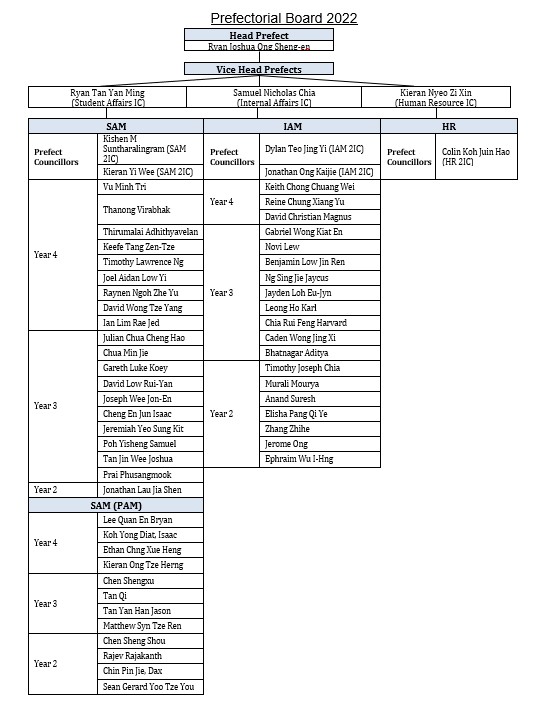 Prefectorial Board 2022
Head Prefect
Ryan Joshua Ong Sheng-en
Vice Head Prefects
Ryan Tan Yan Ming
(Student Affairs IC)
Samuel Nicholas Chia
(Internal Affairs IC)
Kieran Nyeo Zi Xin
(Human Resource IC)
SAM
Prefect
Councillors
Kishen M
Suntharalingram (SAM
2IC)
Kieran Yi Wee (SAM 2IC)
Year 4
Vu Minh Tri
Thanong Virabhak
Thirumalai Adhithyavelan
Keefe Tang Zen-Tze
Timothy Lawrence Ng
Joel Aidan Low Yi
Raynen Ngoh Zhe Yu
David Wong Tze Yang
Ian Lim Rae Jed
Year 3
Julian Chua Cheng Hao
Chua Min Jie
Gareth Luke Koey
David Low Rui-Yan
Joseph Wee Jon-En
Cheng En Jun Isaac
Jeremiah Yeo Sung Kit
Poh Yisheng Samuel
Tan Jin Wee Joshua
Prai Phusangmook
Year 2
Jonathan Lau Jia Shen
SAM (PAM)
Year 4
Lee Quan En Bryan
Koh Yong Diat, Isaac
Ethan Chng Xue Heng
Kieran Ong Tze Herng
Year 3
Chen Shengxu
Tan Qi
Tan Yan Han Jason
Matthew Syn Tze Ren
Year 2
Chen Sheng Shou
Rajev Rajakanth
Chin Pin Jie, Dax
Sean Gerard Yoo Tze You
IAM
Prefect
Councillors
Dylan Teo Jing Yi (IAM 2IC)
Jonathan Ong Kaijie (IAM 2IC)
Year 4
Keith Chong Chuang Wei
Reine Chung Xiang Yu
David Christian Magnus
Year 3
Gabriel Wong Kiat En
Novi Lew
Benjamin Low Jin Ren
Ng Sing Jie Jaycus
Jayden Loh Eu-Jyn
Leong Ho Karl
Chia Rui Feng Harvard
Caden Wong Jing Xi
Bhatnagar Aditya
Year 2
Timothy Joseph Chia
Murali Mourya
Anand Suresh
Elisha Pang Qi Ye
Zhang Zhihe
Jerome Ong
Ephraim Wu I-Hng
HR
Prefect
Councillors
Colin Koh Juin Hao
(HR 2IC)